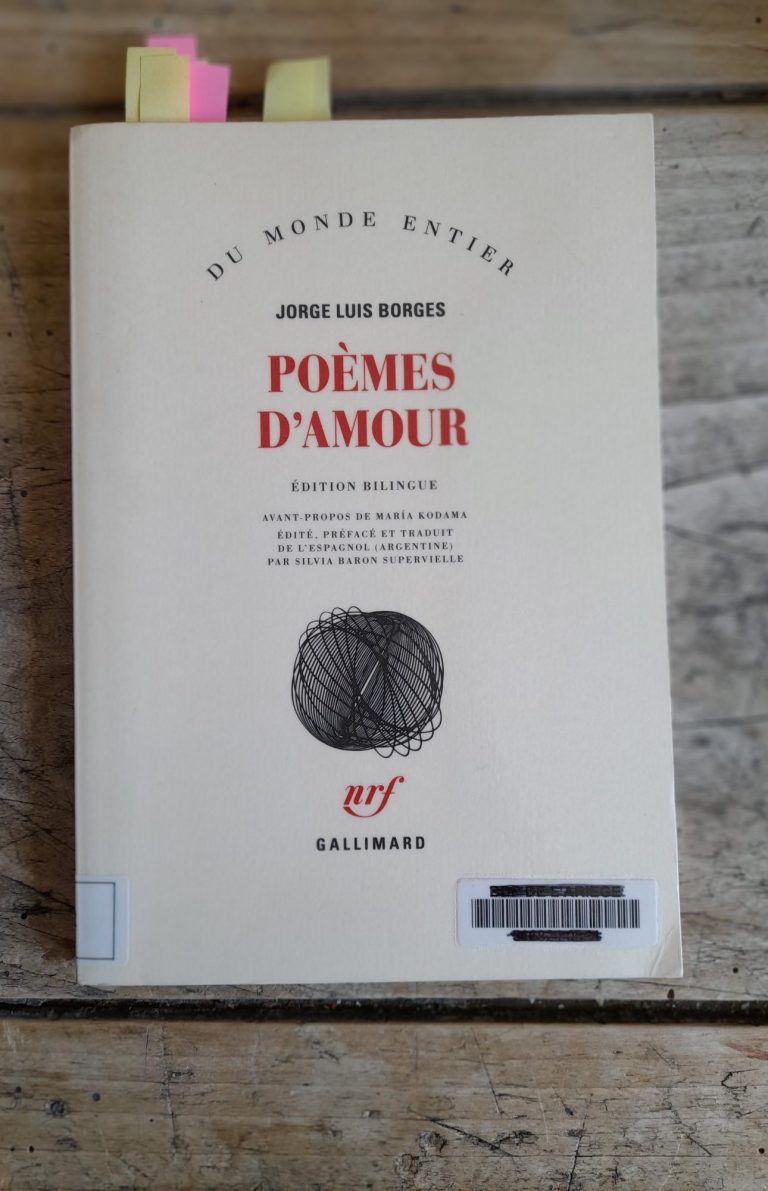 DU MONDE ENTIER
JORGE LUIS BORGES
POÈMES
D'AMOUR
ÉDITION BILINGUE
AVANT-PROPOS DE MARÍA KODAMA
ÉDITÉ, PRÉFACÉ ET TRADUIT
DE L'ESPAGNOL (ARGENTINE)
PAR SILVIA BARON SUPERVIELLE
nrf
GALLIMARD